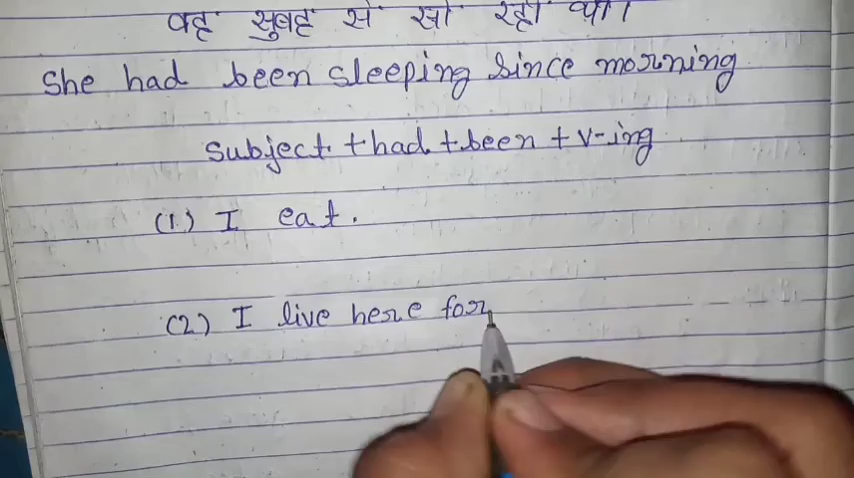 वह सुबह से सो रही थी।
She had been sleeping since morning
Subject + had + been + v-ing
(1) I eat.
(2) I live here for